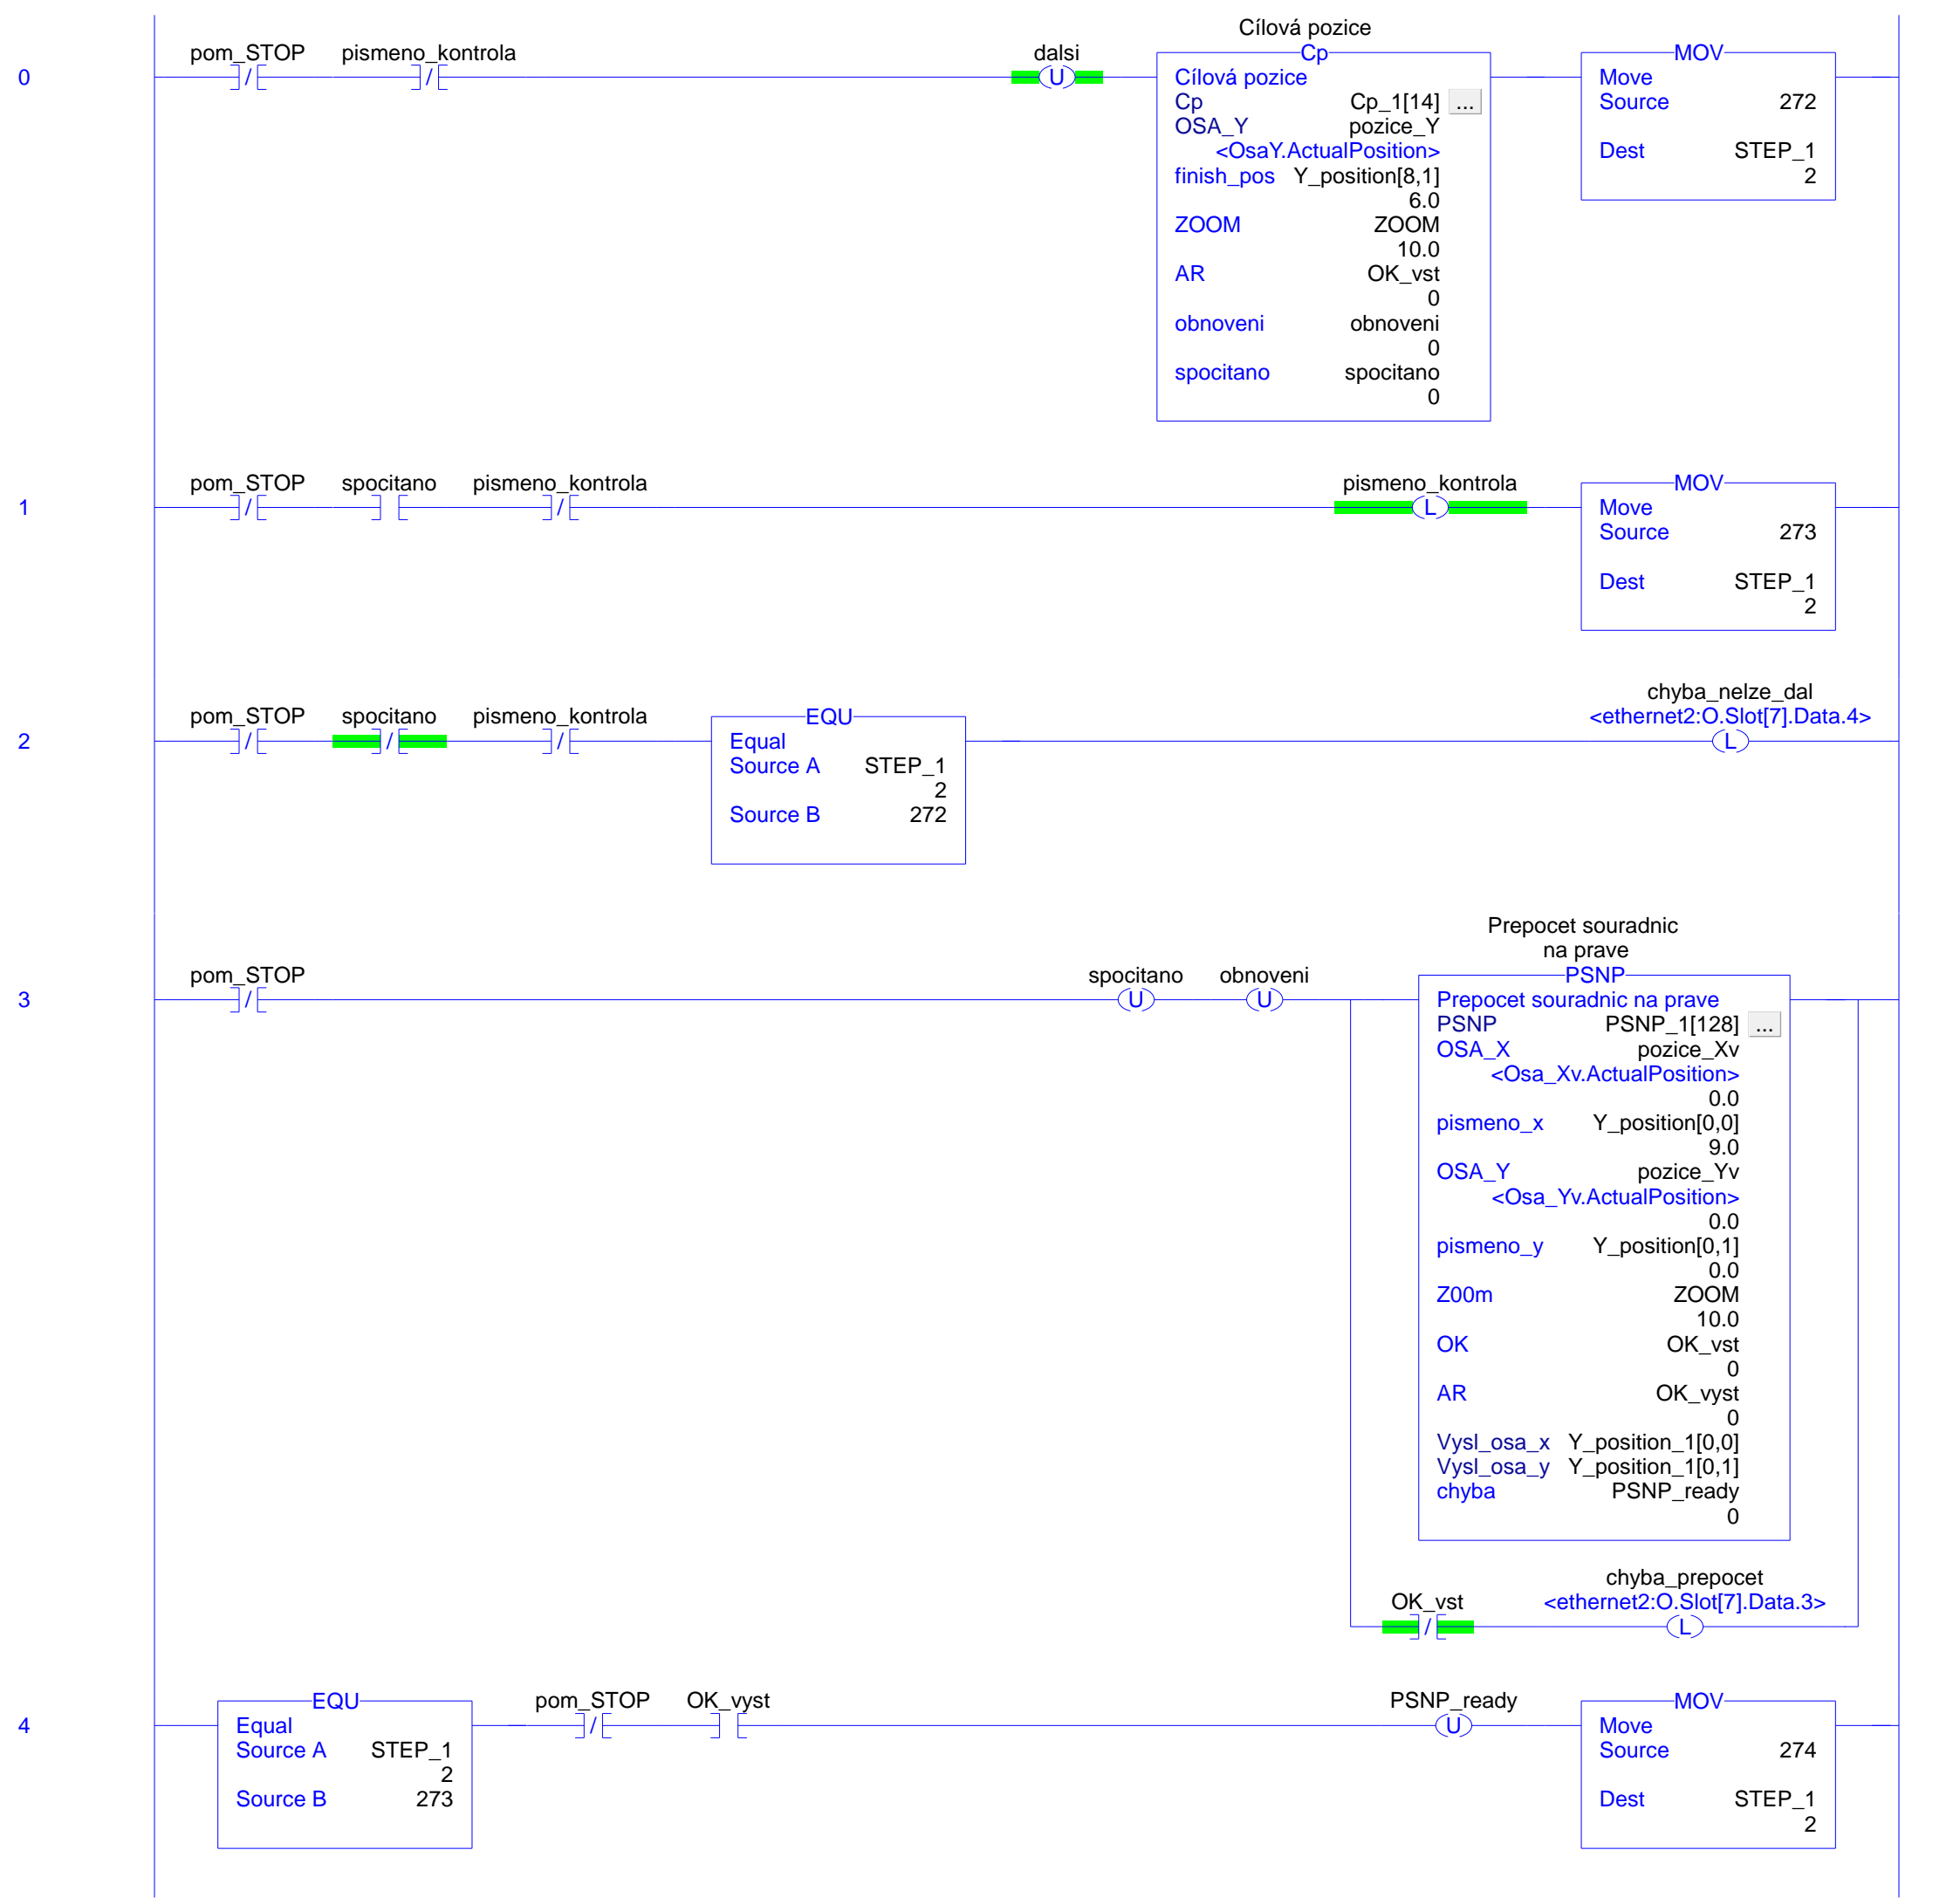 0
pom_STOP pismeno_kontrola dalsi
U
Cílová pozice
Cp
Cílová pozice
Cp Cp_1[14] ...
OSA_Y pozice_Y
<OsaY.ActualPosition>
finish_pos Y_position[8,1]
6.0
ZOOM ZOOM
10.0
AR OK_vst
0
obnoveni obnoveni
0
spocitano spocitano
0
MOV
Move
Source 272
Dest STEP_1
2
1
pom_STOP spocitano pismeno_kontrola pismeno_kontrola
L
MOV
Move
Source 273
Dest STEP_1
2
2
pom_STOP spocitano pismeno_kontrola
EQU
Equal
Source A STEP_1
2
Source B 272
chyba_nelze_dal
<ethernet2:O.Slot[7].Data.4>
L
3
pom_STOP spocitano obnoveni
U U
Prepocet souradnic
na prave
PSNP
Prepocet souradnic na prave
PSNP PSNP_1[128] ...
OSA_X pozice_Xv
<Osa_Xv.ActualPosition>
0.0
pismeno_x Y_position[0,0]
9.0
OSA_Y pozice_Yv
<Osa_Yv.ActualPosition>
0.0
pismeno_y Y_position[0,1]
0.0
Z00m ZOOM
10.0
OK OK_vst
0
AR OK_vyst
0
Vysl_osa_x Y_position_1[0,0]
Vysl_osa_y Y_position_1[0,1]
chyba PSNP_ready
0
OK_vst
chyba_prepocet
<ethernet2:O.Slot[7].Data.3>
L
4
EQU
Equal
Source A STEP_1
2
Source B 273
pom_STOP OK_vyst PSNP_ready
U
MOV
Move
Source 274
Dest STEP_1
2